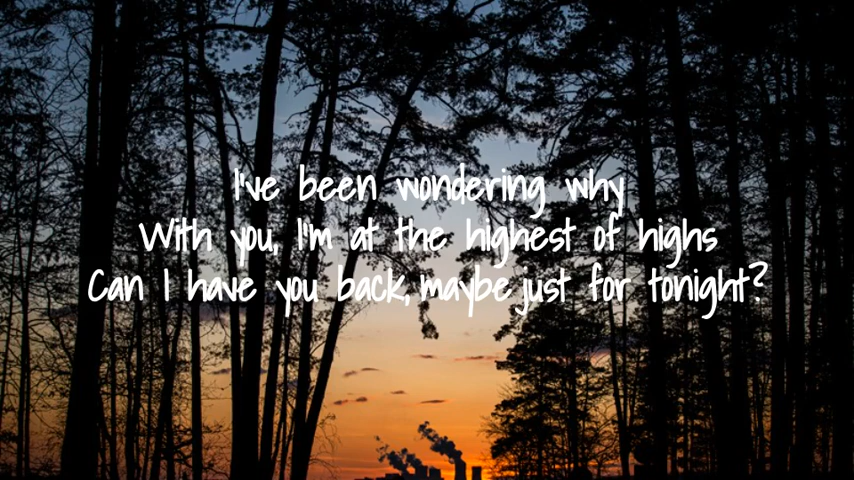 I've been wondering why
With you, I'm at the highest of highs
Can I have you back, maybe just for tonight?